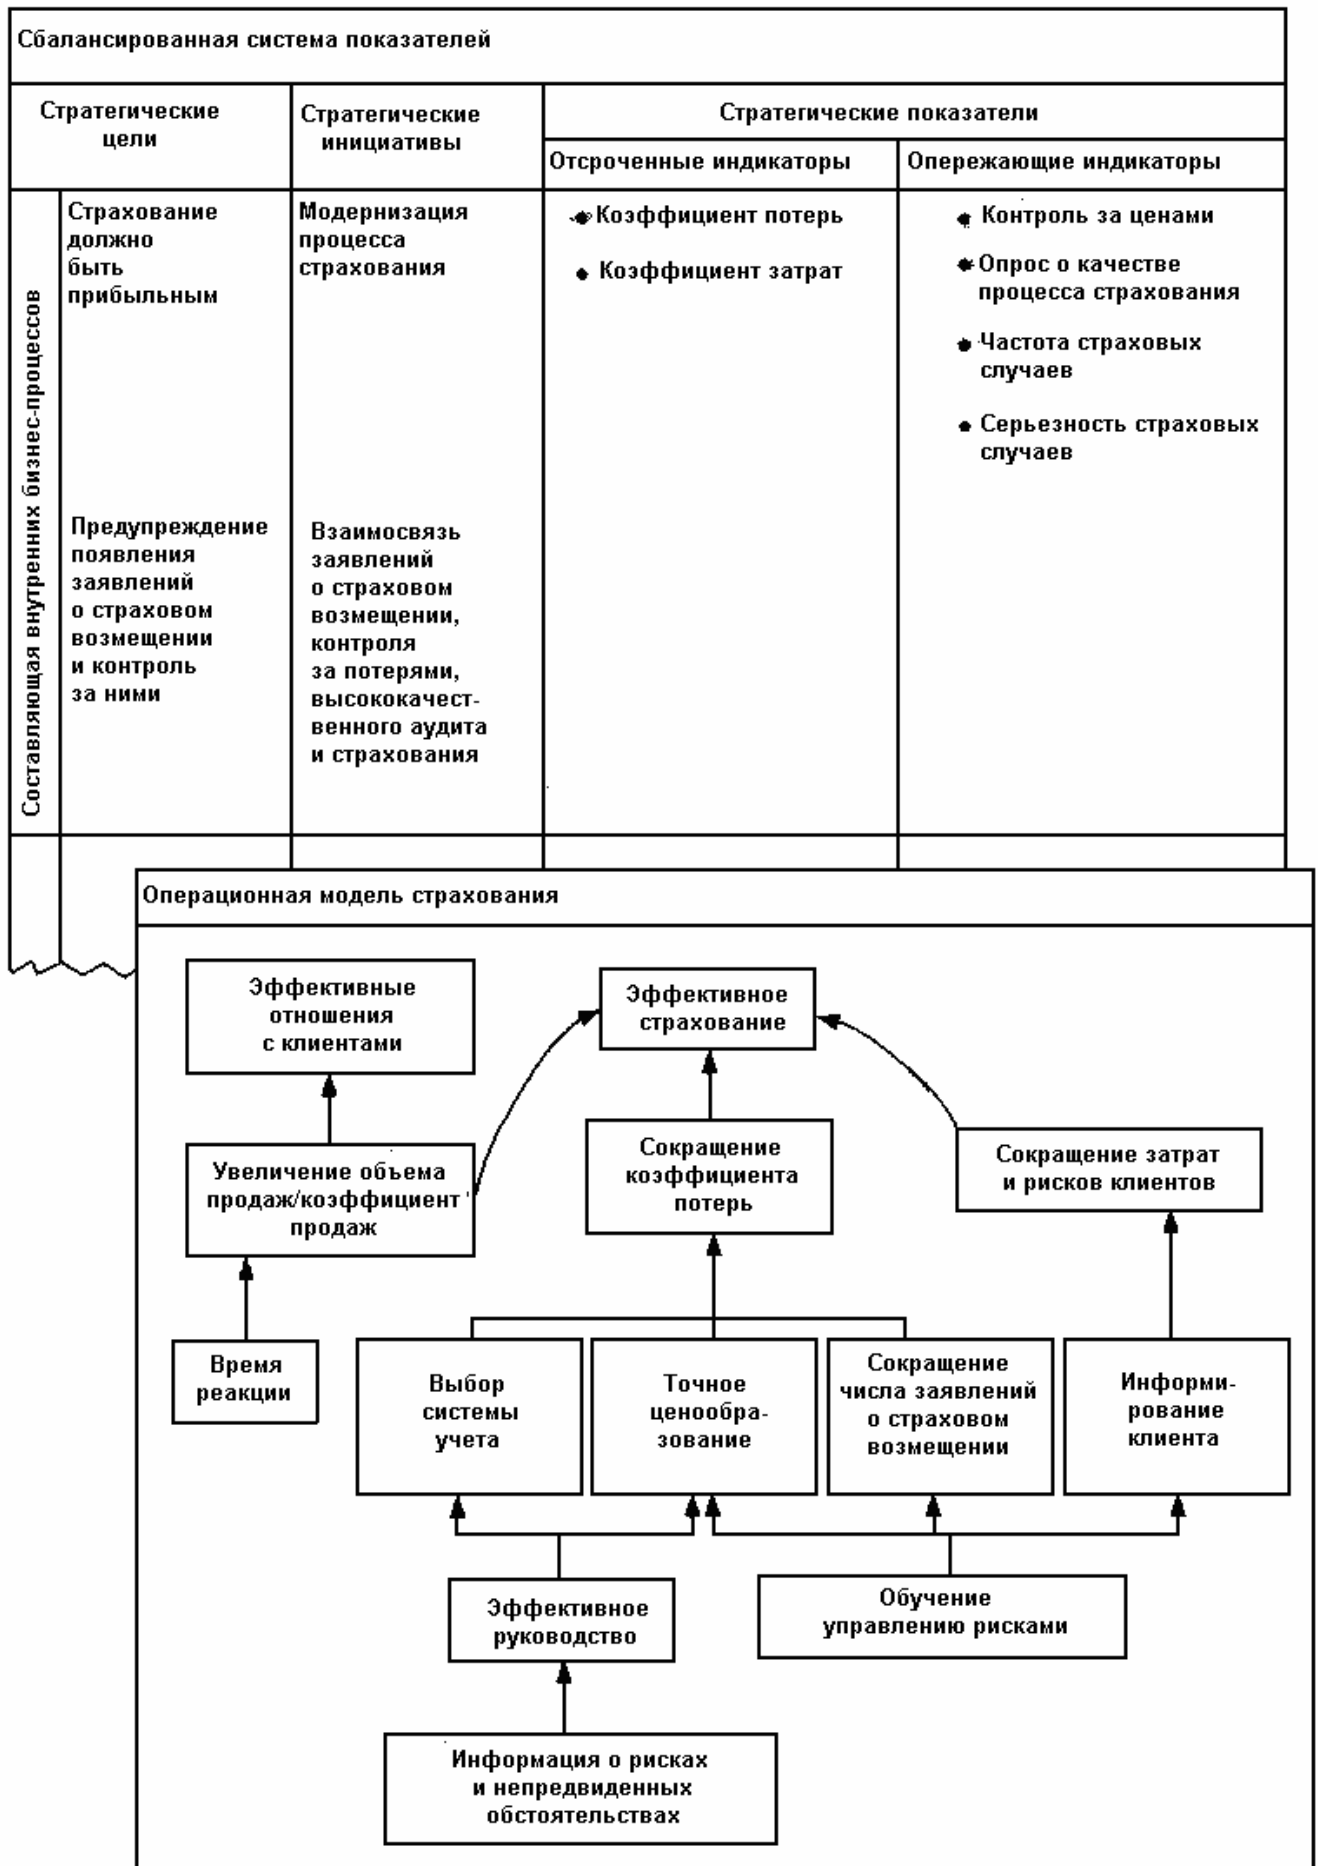 Сбалансированная система показателей
Стратегические
цели
Стратегические
инициативы
Стратегические показатели
Отсроченные индикаторы
Опережающие индикаторы
Составляющая внутренних бизнес-процессов
Страхование
должно
быть
прибыльным
Модернизация
процесса
страхования
Коэффициент потерь
Коэффициент затрат
Контроль за ценами
Опрос о качестве
процесса страхования
Частота страховых
случаев
Серьезность страховых
случаев
Предупреждение
появления
заявлений
о страховом
возмещении
и контроль
за ними
Взаимосвязь
заявлений
о страховом
возмещении,
контроля
за потерями,
высококачест-
венного аудита
и страхования
Операционная модель страхования
Эффективные
отношения
с клиентами
Эффективное
страхование
Увеличение объема
продаж/коэффициент
продаж
Сокращение
коэффициента
потерь
Сокращение затрат
и рисков клиентов
Время
реакции
Выбор
системы
учета
Точное
ценообра-
зование
Сокращение
числа заявлений
о страховом
возмещении
Информи-
рование
клиента
Эффективное
руководство
Обучение
управлению рисками
Информация о рисках
и непредвиденных
обстоятельствах